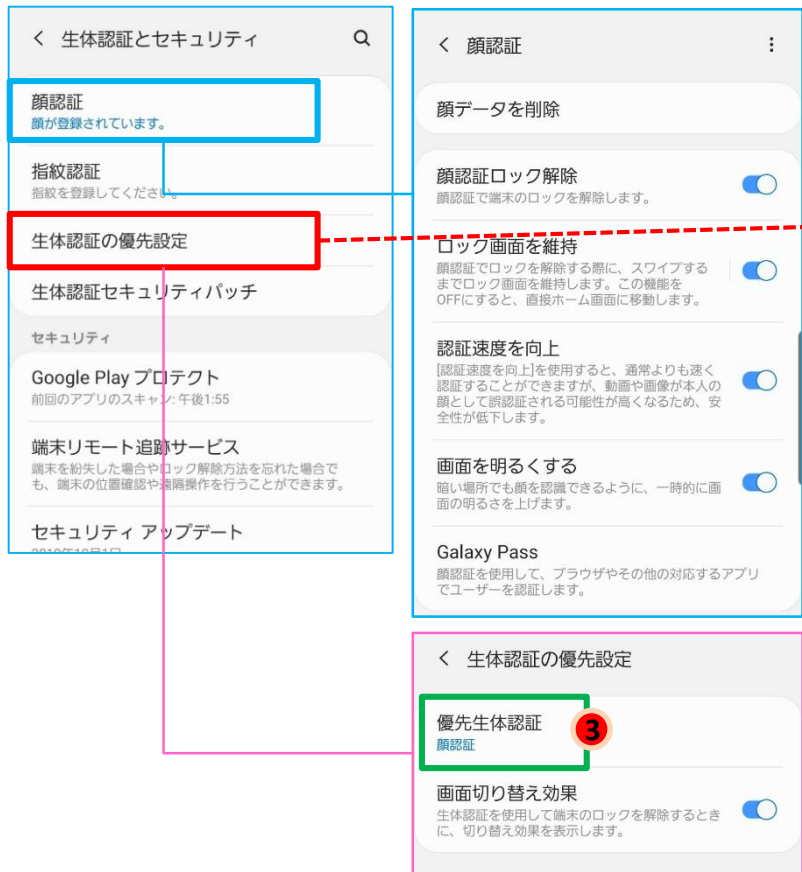 生体認証とセキュリティ
顔認証
顔が登録されています。
指紋認証
指紋を登録してください。
生体認証の優先設定
生体認証セキュリティパッチ
セキュリティ
Google Play プロテクト
前回のアプリのスキャン: 午後1:55
端末リモート追跡サービス
端末を紛失した場合やロック解除方法を忘れた場合で
も、端末の位置確認や遠隔操作を行うことができます。
セキュリティ アップデート
顔認証
顔データを削除
顔認証ロック解除
顔認証で端末のロックを解除します。
ロック画面を維持
顔認証でロックを解除する際に、スワイプする
までロック画面を維持します。この機能を
OFFにすると、直接ホーム画面に移動します。
認証速度を向上
[認証速度を向上]を使用すると、通常よりも速く
認証することができますが、動画や画像が本人の
顔として誤認証される可能性が高くなるため、安
全性が低下します。
画面を明るくする
暗い場所でも顔を認識できるように、一時的に画
面の明るさを上げます。
Galaxy Pass
顔認証を使用して、ブラウザやその他の対応するアプリ
でユーザーを認証します。
生体認証の優先設定
優先生体認証
顔認証
3
画面切り替え効果
生体認証を使用して端末のロックを解除するとき
に、切り替え効果を表示します。